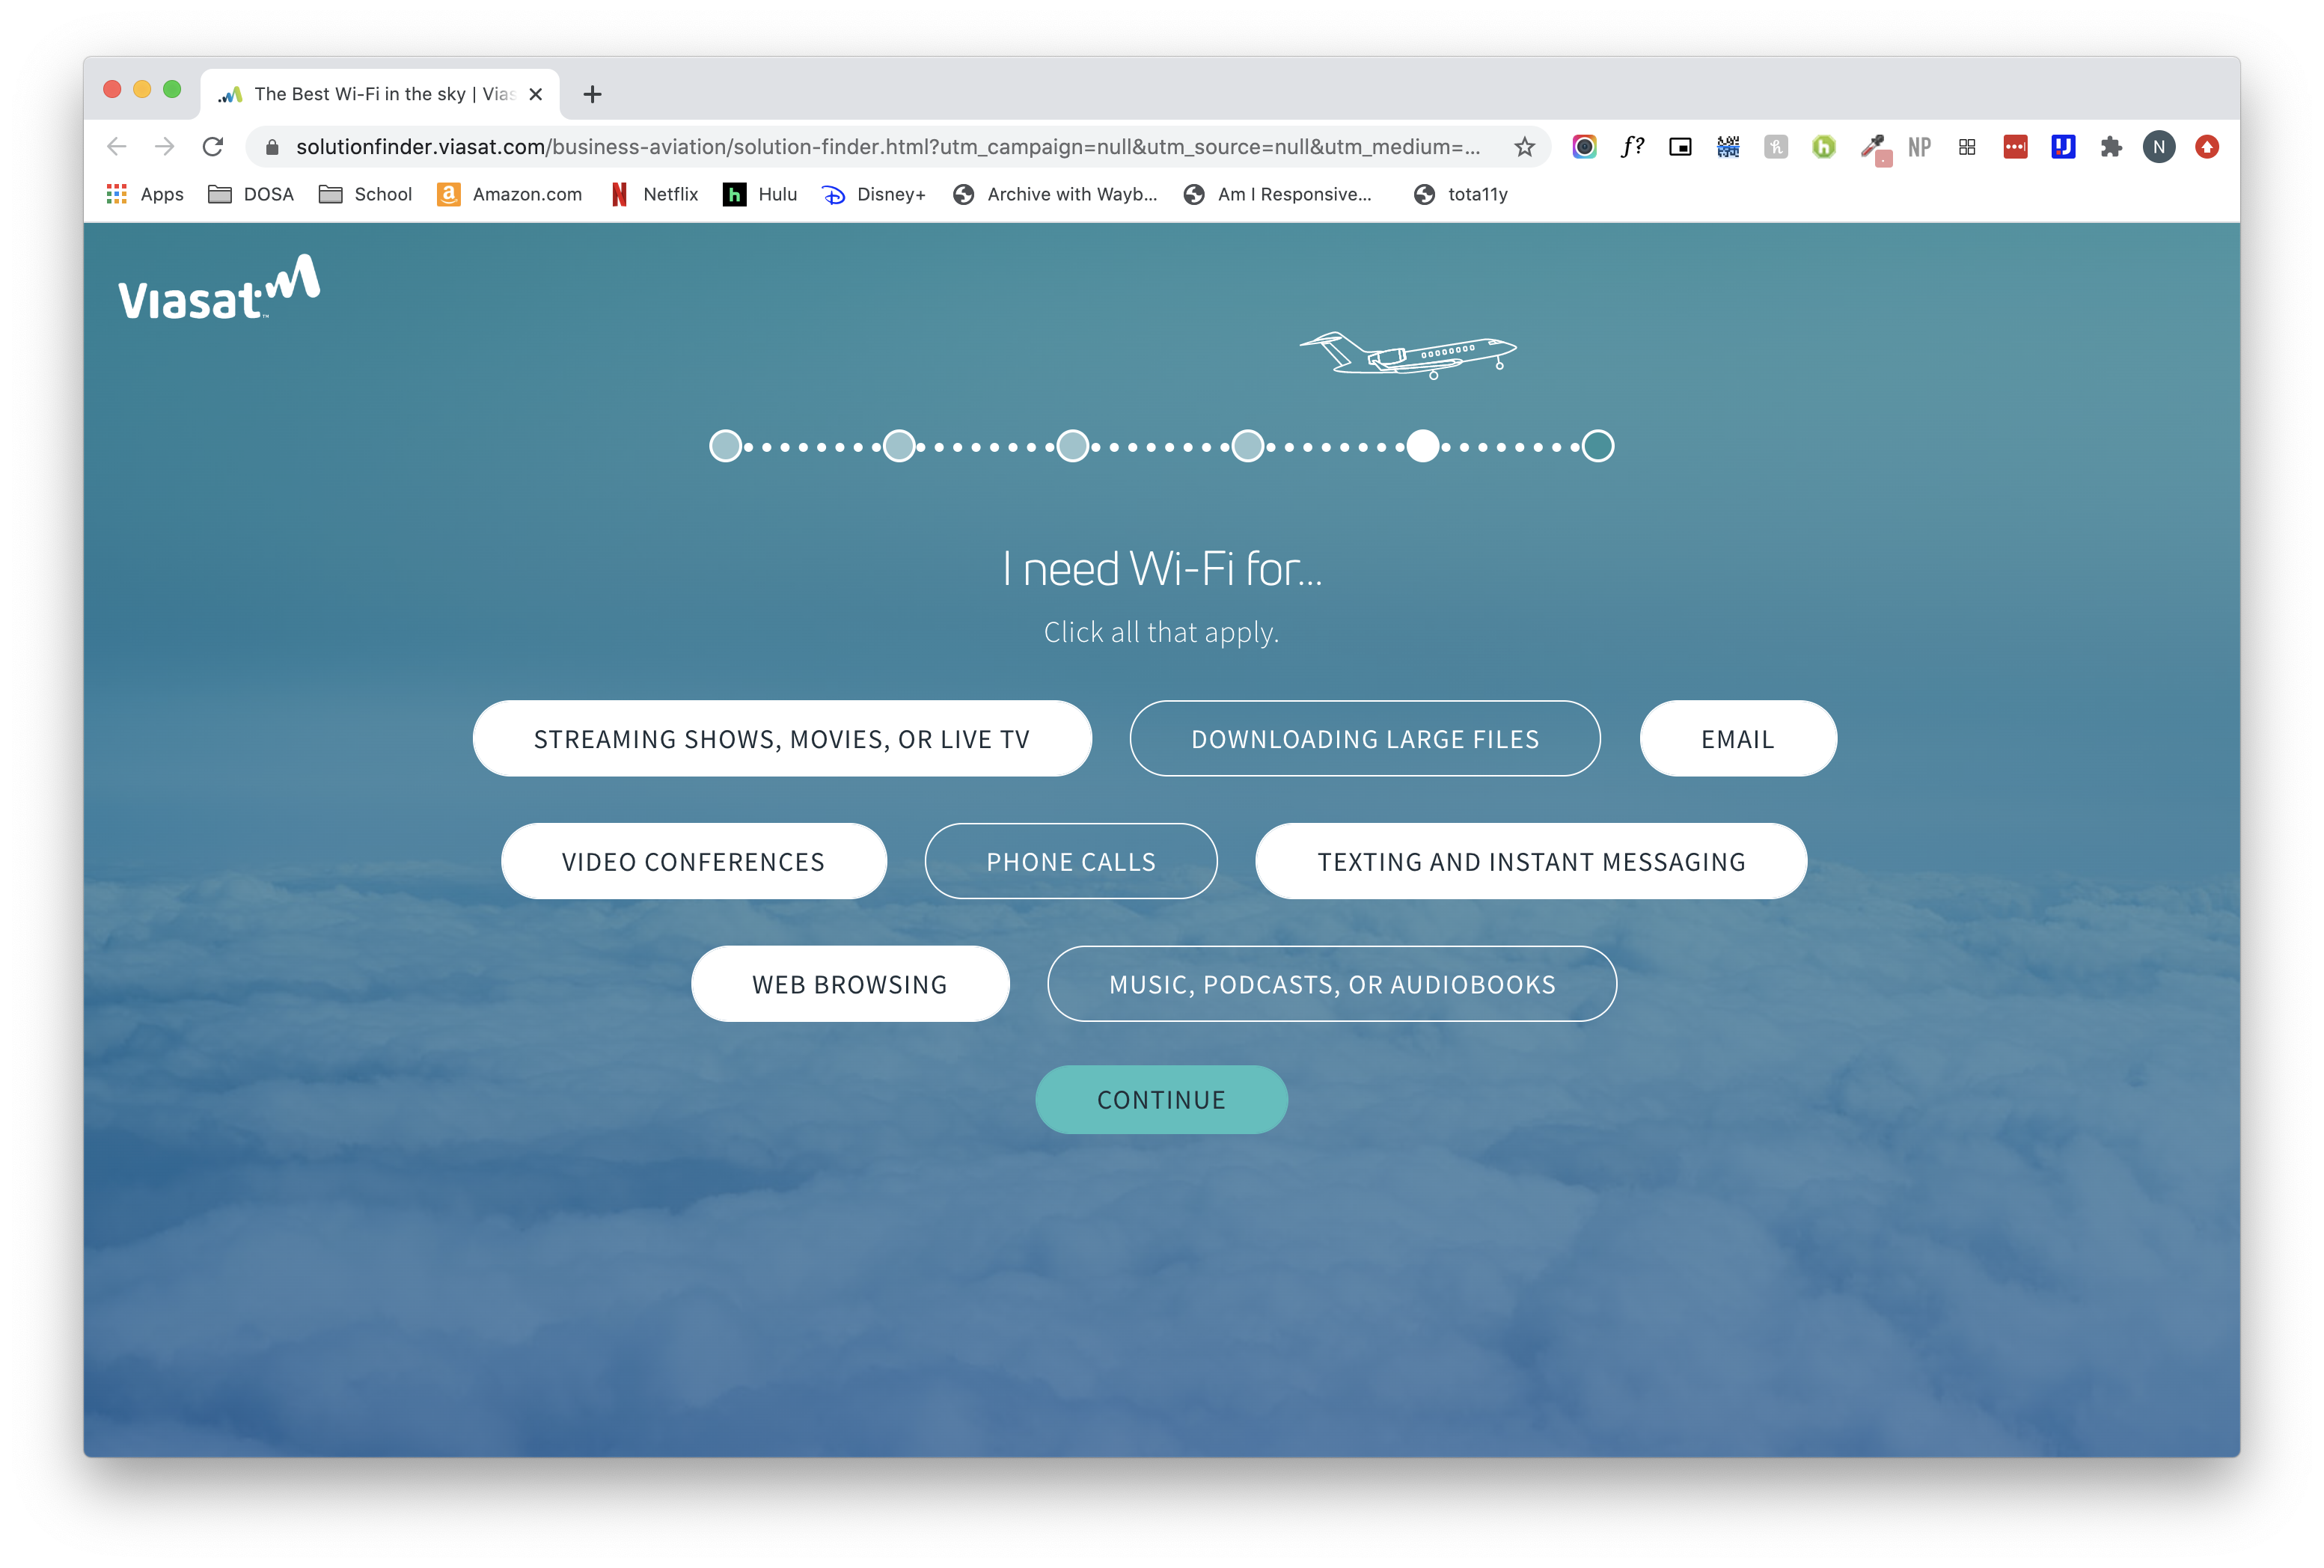 The Best Wi-Fi in the sky | Vias
solutionfinder.viasat.com/business-aviation/solution-finder.html?utm_campaign=null&utm_source=null&utm_medium=...
f? NP N
Apps DOSA School Amazon.com Netflix Hulu Disney+ Archive with Wayb... Am I Responsive... tota11y
Viasat™
I need Wi-Fi for...
Click all that apply.
STREAMING SHOWS, MOVIES, OR LIVE TV DOWNLOADING LARGE FILES EMAIL
VIDEO CONFERENCES PHONE CALLS TEXTING AND INSTANT MESSAGING
WEB BROWSING MUSIC, PODCASTS, OR AUDIOBOOKS
CONTINUE